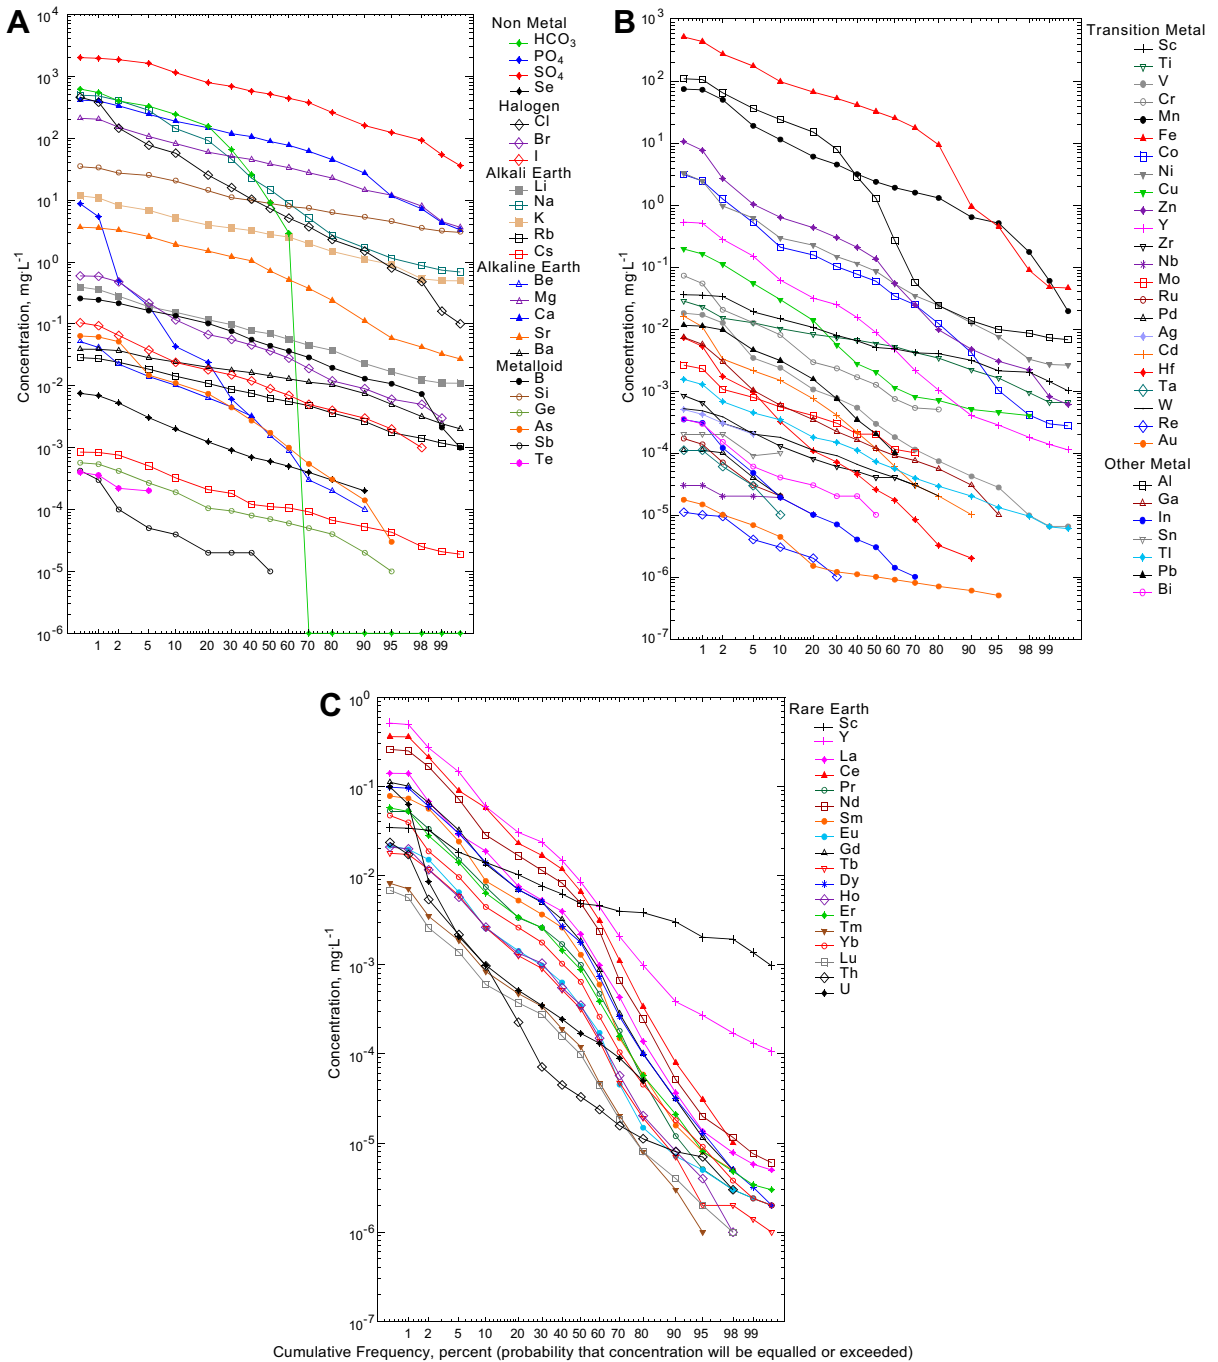 A
Concentration, mg·L-1
10^4
10^3
10^2
10^1
10^0
10^-1
10^-2
10^-3
10^-4
10^-5
10^-6
1 2 5 10 20 30 40 50 60 70 80 90 95 98 99
Non Metal
HCO3
PO4
SO4
Se
Halogen
Cl
Br
I
Alkali Earth
Li
Na
K
Rb
Cs
Alkaline Earth
Be
Mg
Ca
Sr
Ba
Metalloid
B
Si
Ge
As
Sb
Te
B
Concentration, mg·L-1
10^3
10^2
10^1
10^0
10^-1
10^-2
10^-3
10^-4
10^-5
10^-6
10^-7
1 2 5 10 20 30 40 50 60 70 80 90 95 98 99
Transition Metal
Sc
Ti
V
Cr
Mn
Fe
Co
Ni
Cu
Zn
Y
Zr
Nb
Mo
Ru
Pd
Ag
Cd
Hf
Ta
W
Re
Au
Other Metal
Al
Ga
In
Sn
Tl
Pb
Bi
C
Concentration, mg·L-1
10^0
10^-1
10^-2
10^-3
10^-4
10^-5
10^-6
10^-7
1 2 5 10 20 30 40 50 60 70 80 90 95 98 99
Rare Earth
Sc
Y
La
Ce
Pr
Nd
Sm
Eu
Gd
Tb
Dy
Ho
Er
Tm
Yb
Lu
Th
U
Cumulative Frequency, percent (probability that concentration will be equalled or exceeded)